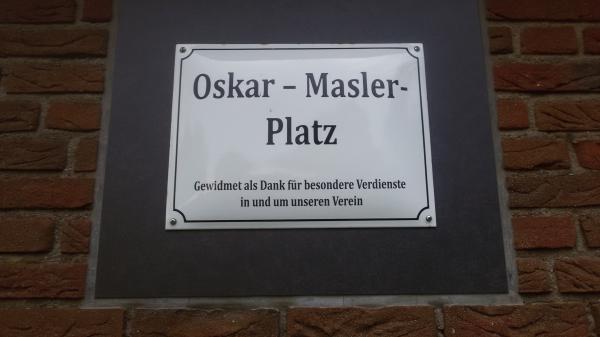 Oskar – Masler-
Platz
Gewidmet als Dank für besondere Verdienste
in und um unseren Verein